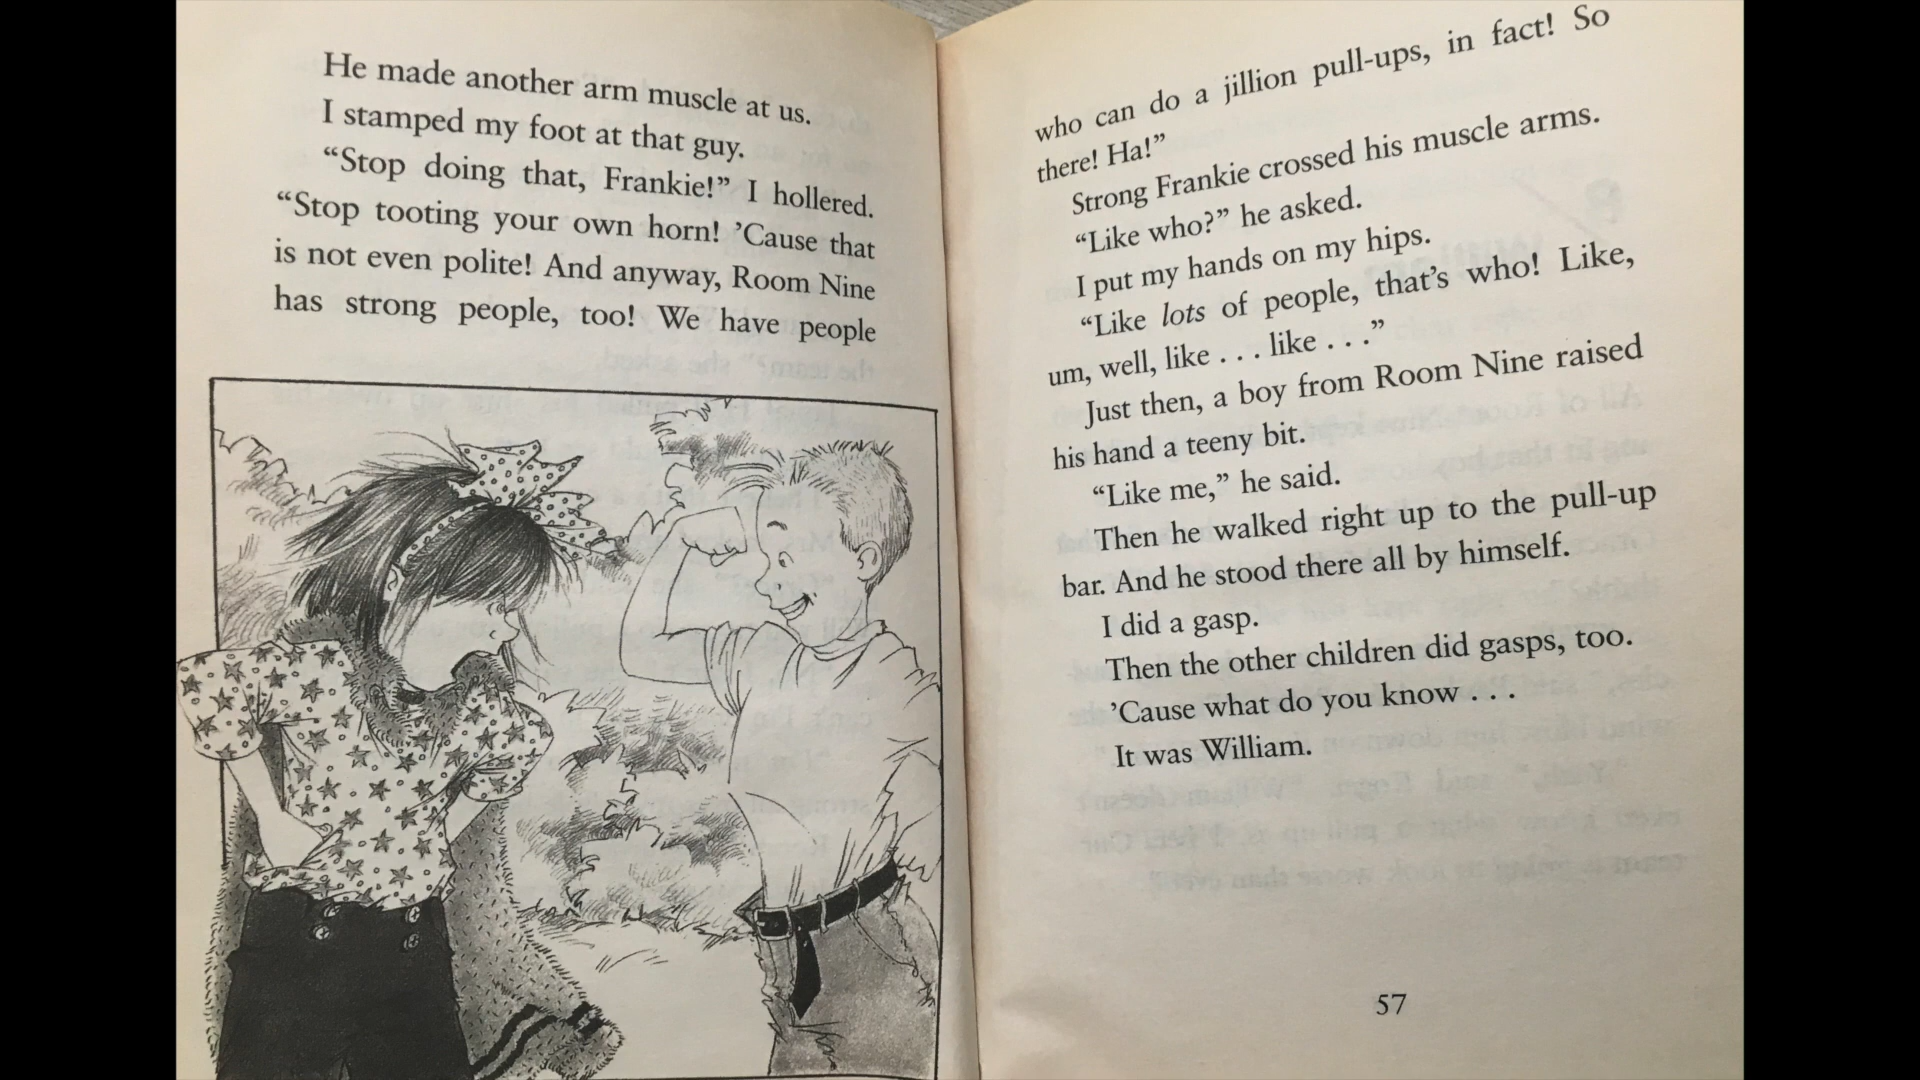 He made another arm muscle at us.
I stamped my foot at that guy.
“Stop doing that, Frankie!” I hollered.
“Stop tooting your own horn! ’Cause that
is not even polite! And anyway, Room Nine
has strong people, too! We have people
who can do a jillion pull-ups, in fact! So
there! Ha!”
Strong Frankie crossed his muscle arms.
“Like who?” he asked.
I put my hands on my hips.
“Like lots of people, that’s who! Like,
um, well, like . . . like . . .”
Just then, a boy from Room Nine raised
his hand a teeny bit.
“Like me,” he said.
Then he walked right up to the pull-up
bar. And he stood there all by himself.
I did a gasp.
Then the other children did gasps, too.
’Cause what do you know . . .
It was William.
57